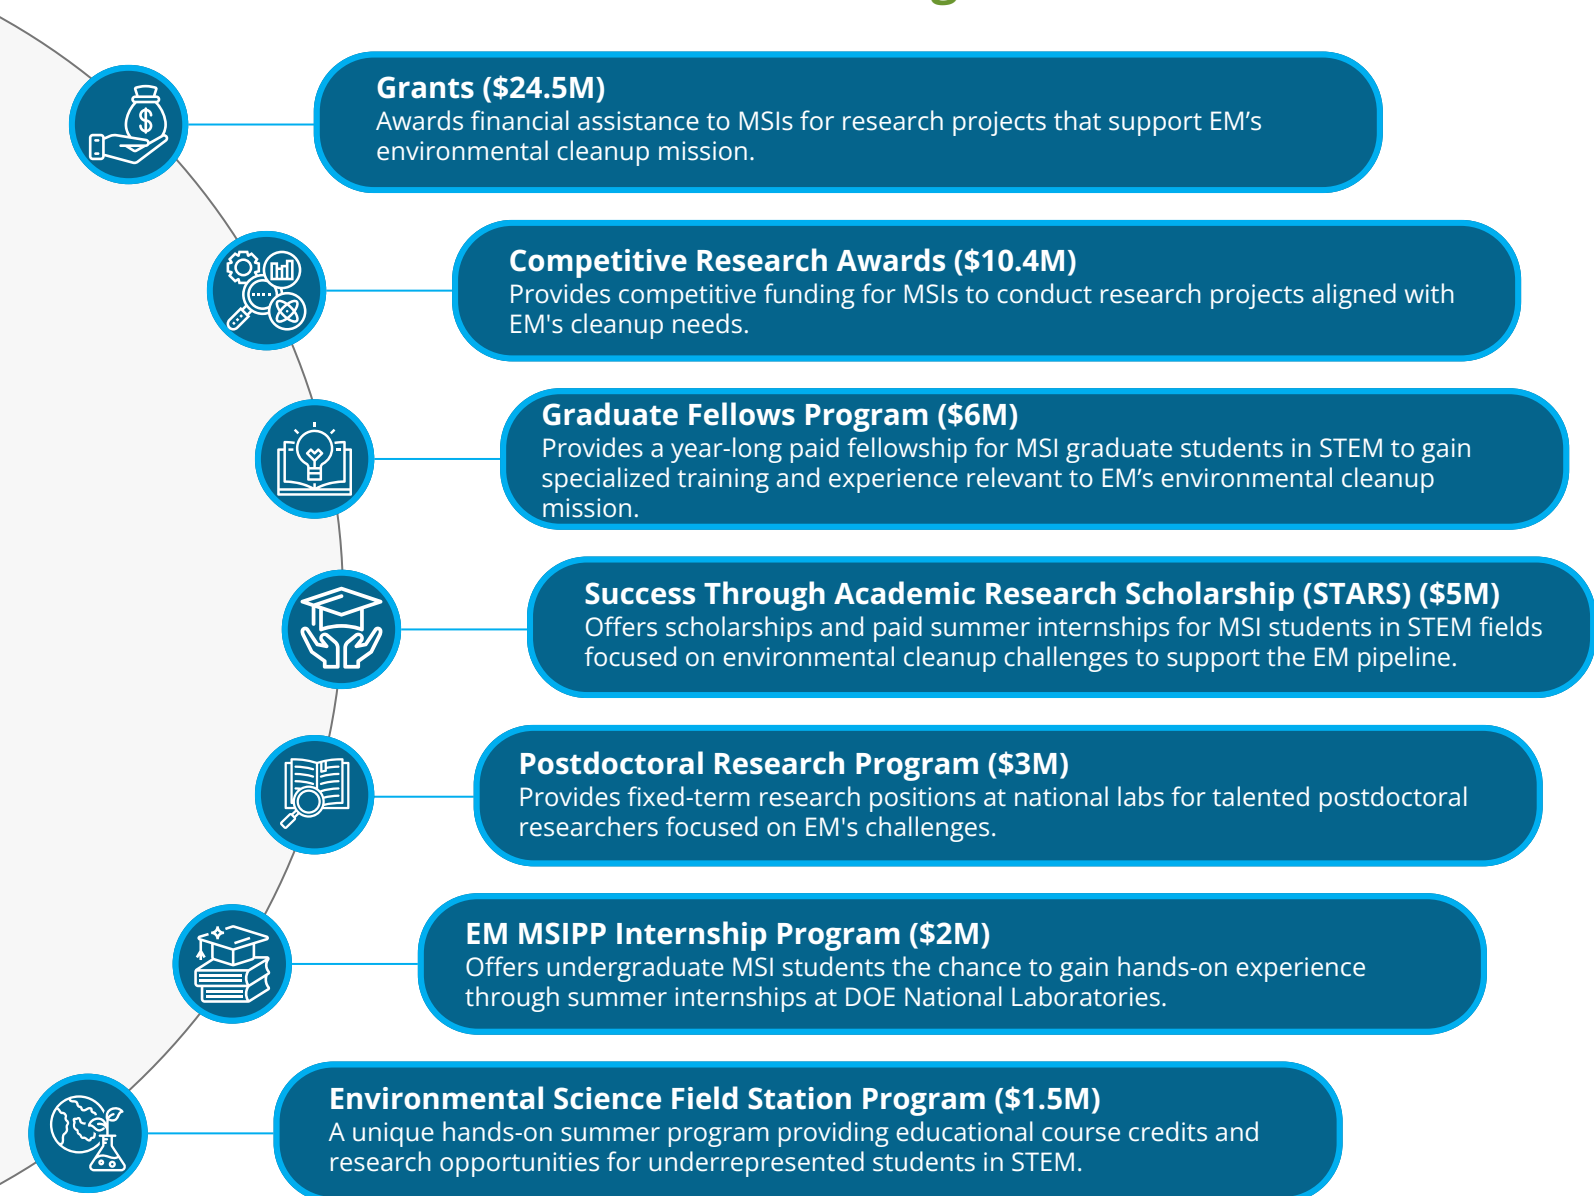 Grants ($24.5M)
Awards financial assistance to MSIs for research projects that support EM’s
environmental cleanup mission.
Competitive Research Awards ($10.4M)
Provides competitive funding for MSIs to conduct research projects aligned with
EM's cleanup needs.
Graduate Fellows Program ($6M)
Provides a year-long paid fellowship for MSI graduate students in STEM to gain
specialized training and experience relevant to EM’s environmental cleanup
mission.
Success Through Academic Research Scholarship (STARS) ($5M)
Offers scholarships and paid summer internships for MSI students in STEM fields
focused on environmental cleanup challenges to support the EM pipeline.
Postdoctoral Research Program ($3M)
Provides fixed-term research positions at national labs for talented postdoctoral
researchers focused on EM's challenges.
EM MSIPP Internship Program ($2M)
Offers undergraduate MSI students the chance to gain hands-on experience
through summer internships at DOE National Laboratories.
Environmental Science Field Station Program ($1.5M)
A unique hands-on summer program providing educational course credits and
research opportunities for underrepresented students in STEM.